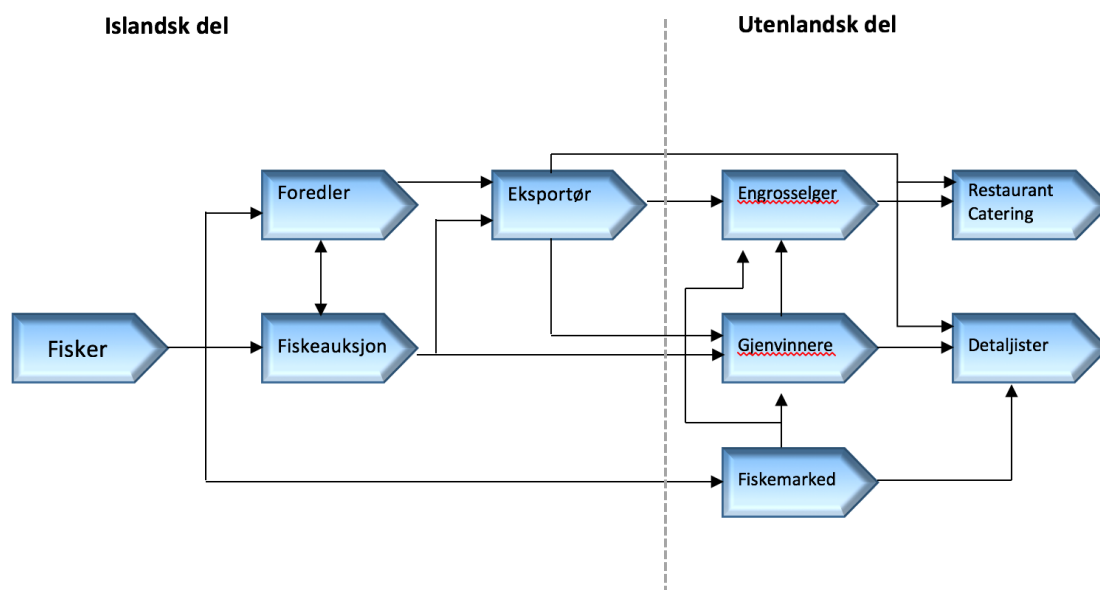 Islandsk del
Utenlandsk del
Foredler
Eksportør
Engrosselger
Restaurant
Catering
Fisker
Fiskeauksjon
Gjenvinnere
Detaljister
Fiskemarked